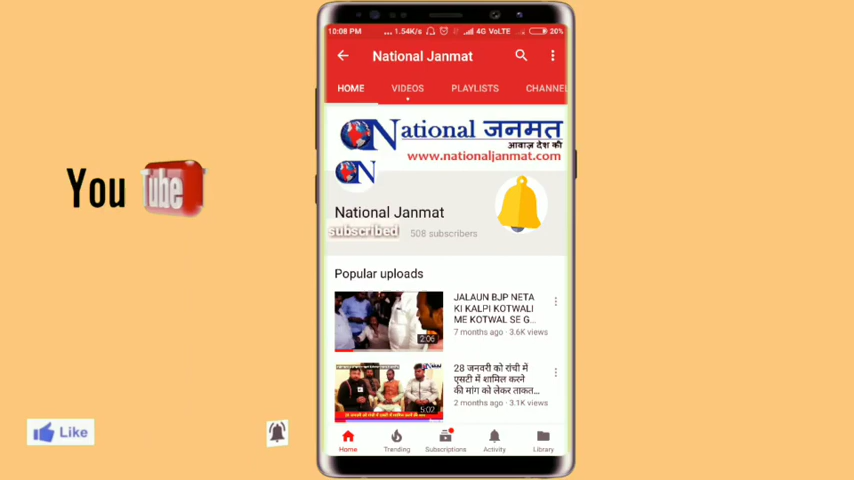 10:08 PM ... 1.54K/s 4G VoLTE 20%
National Janmat
HOME VIDEOS PLAYLISTS CHANNEL
National जनमत
आवाज़ देश की
www.nationaljanmat.com
N
You Tube
National Janmat
subscribed 508 subscribers
Popular uploads
JALAUN BJP NETA
KI KALPI KOTWALI
ME KOTWAL SE G...
7 months ago · 3.6K views
2:06
28 जनवरी को रांची में
एसटी में शामिल करने
की मांग को लेकर ताकत...
2 months ago · 3.1K views
5:02
Like
Home Trending Subscriptions Activity Library